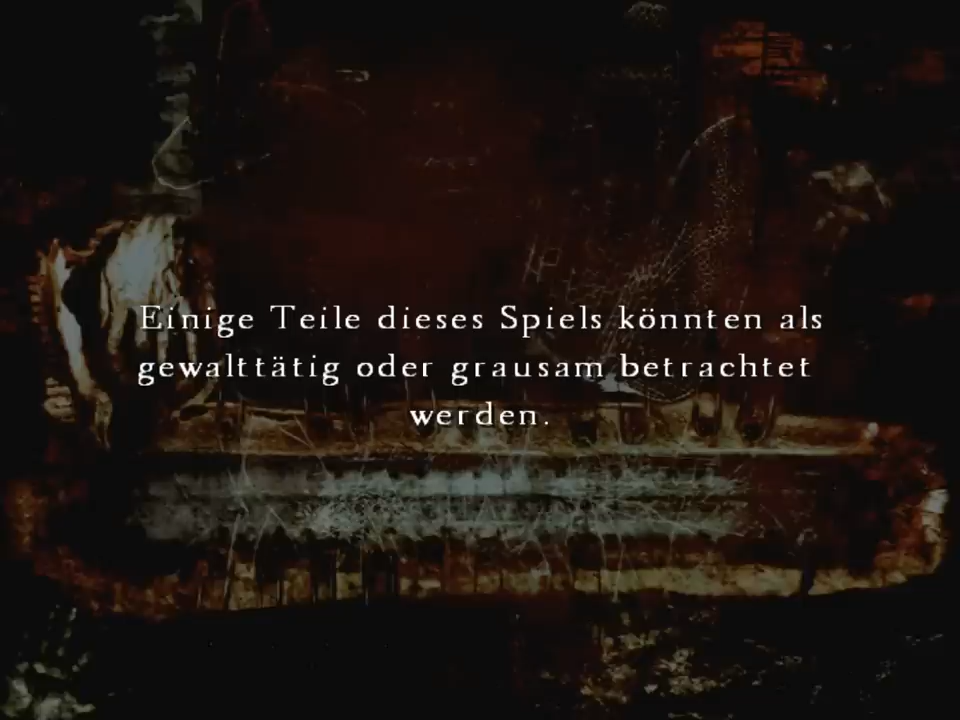 Einige Teile dieses Spiels könnten als
gewalttätig oder grausam betrachtet
werden.